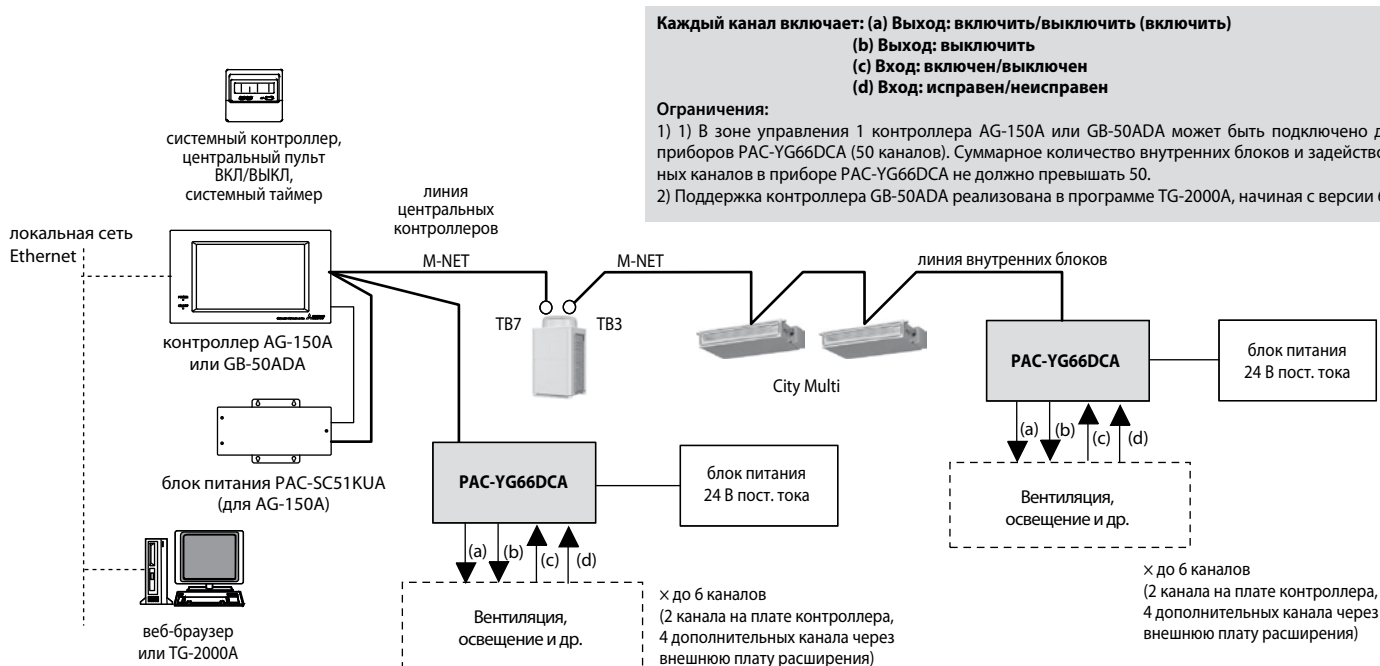 Каждый канал включает: (a) Выход: включить/выключить (включить)
(b) Выход: выключить
(c) Вход: включен/выключен
(d) Вход: исправен/неисправен
Ограничения:
1) 1) В зоне управления 1 контроллера AG-150A или GB-50ADA может быть подключено
приборов PAC-YG66DCA (50 каналов). Суммарное количество внутренних блоков и
ных каналов в приборе PAC-YG66DCA не должно превышать 50.
2) Поддержка контроллера GB-50ADA реализована в программе TG-2000A, начиная с версии
системный контроллер,
центральный пульт
ВКЛ/ВЫКЛ,
системный таймер
линия
центральных
контроллеров
локальная сеть
Ethernet
M-NET
M-NET
линия внутренних блоков
TB7
TB3
контроллер AG-150A
или GB-50ADA
City Multi
PAC-YG66DCA
блок питания
24 В пост. тока
(a)
(b)
(c)
(d)
блок питания PAC-SC51KUA
(для AG-150A)
PAC-YG66DCA
блок питания
24 В пост. тока
Вентиляция,
освещение и др.
(a)
(b)
(c)
(d)
× до 6 каналов
(2 канала на плате контроллера,
4 дополнительных канала через
внешнюю плату расширения)
Вентиляция,
освещение и др.
× до 6 каналов
(2 канала на плате контроллера,
4 дополнительных канала через
внешнюю плату расширения)
веб-браузер
или TG-2000A